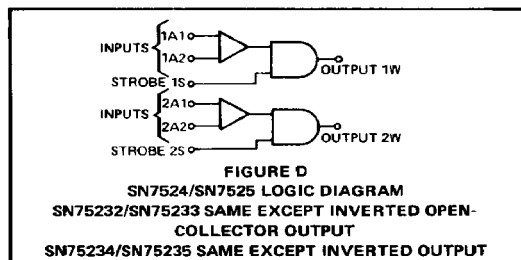 INPUTS
1A1
1A2
STROBE 1S
OUTPUT 1W
INPUTS
2A1
2A2
STROBE 2S
OUTPUT 2W
FIGURE D
SN7524/SN7525 LOGIC DIAGRAM
SN75232/SN75233 SAME EXCEPT INVERTED OPEN-
COLLECTOR OUTPUT
SN75234/SN75235 SAME EXCEPT INVERTED OUTPUT